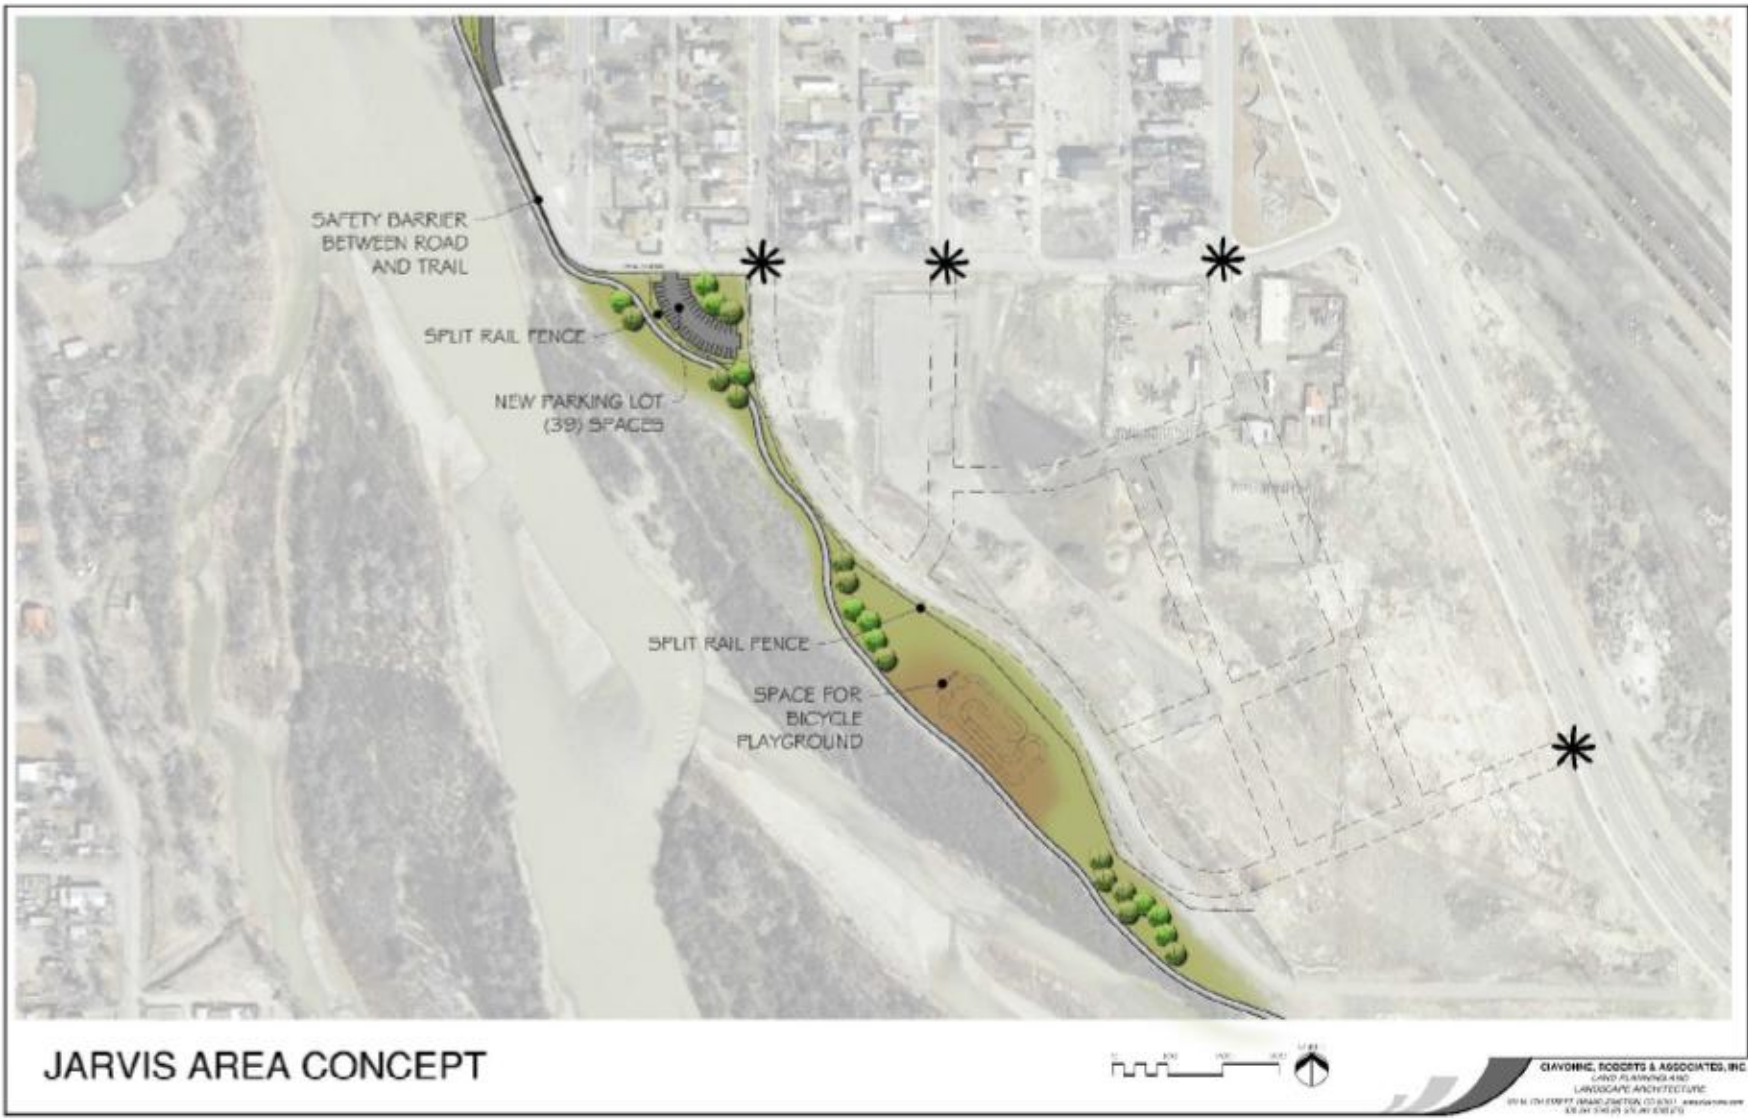 SAFETY BARRIER
BETWEEN ROAD
AND TRAIL
SPLIT RAIL FENCE
NEW PARKING LOT
(39) SPACES
SPLIT RAIL FENCE
SPACE FOR
BICYCLE
PLAYGROUND
JARVIS AREA CONCEPT
CIAVONNE, ROBERTS & ASSOCIATES, INC.
LAND PLANNING AND
LANDSCAPE ARCHITECTURE